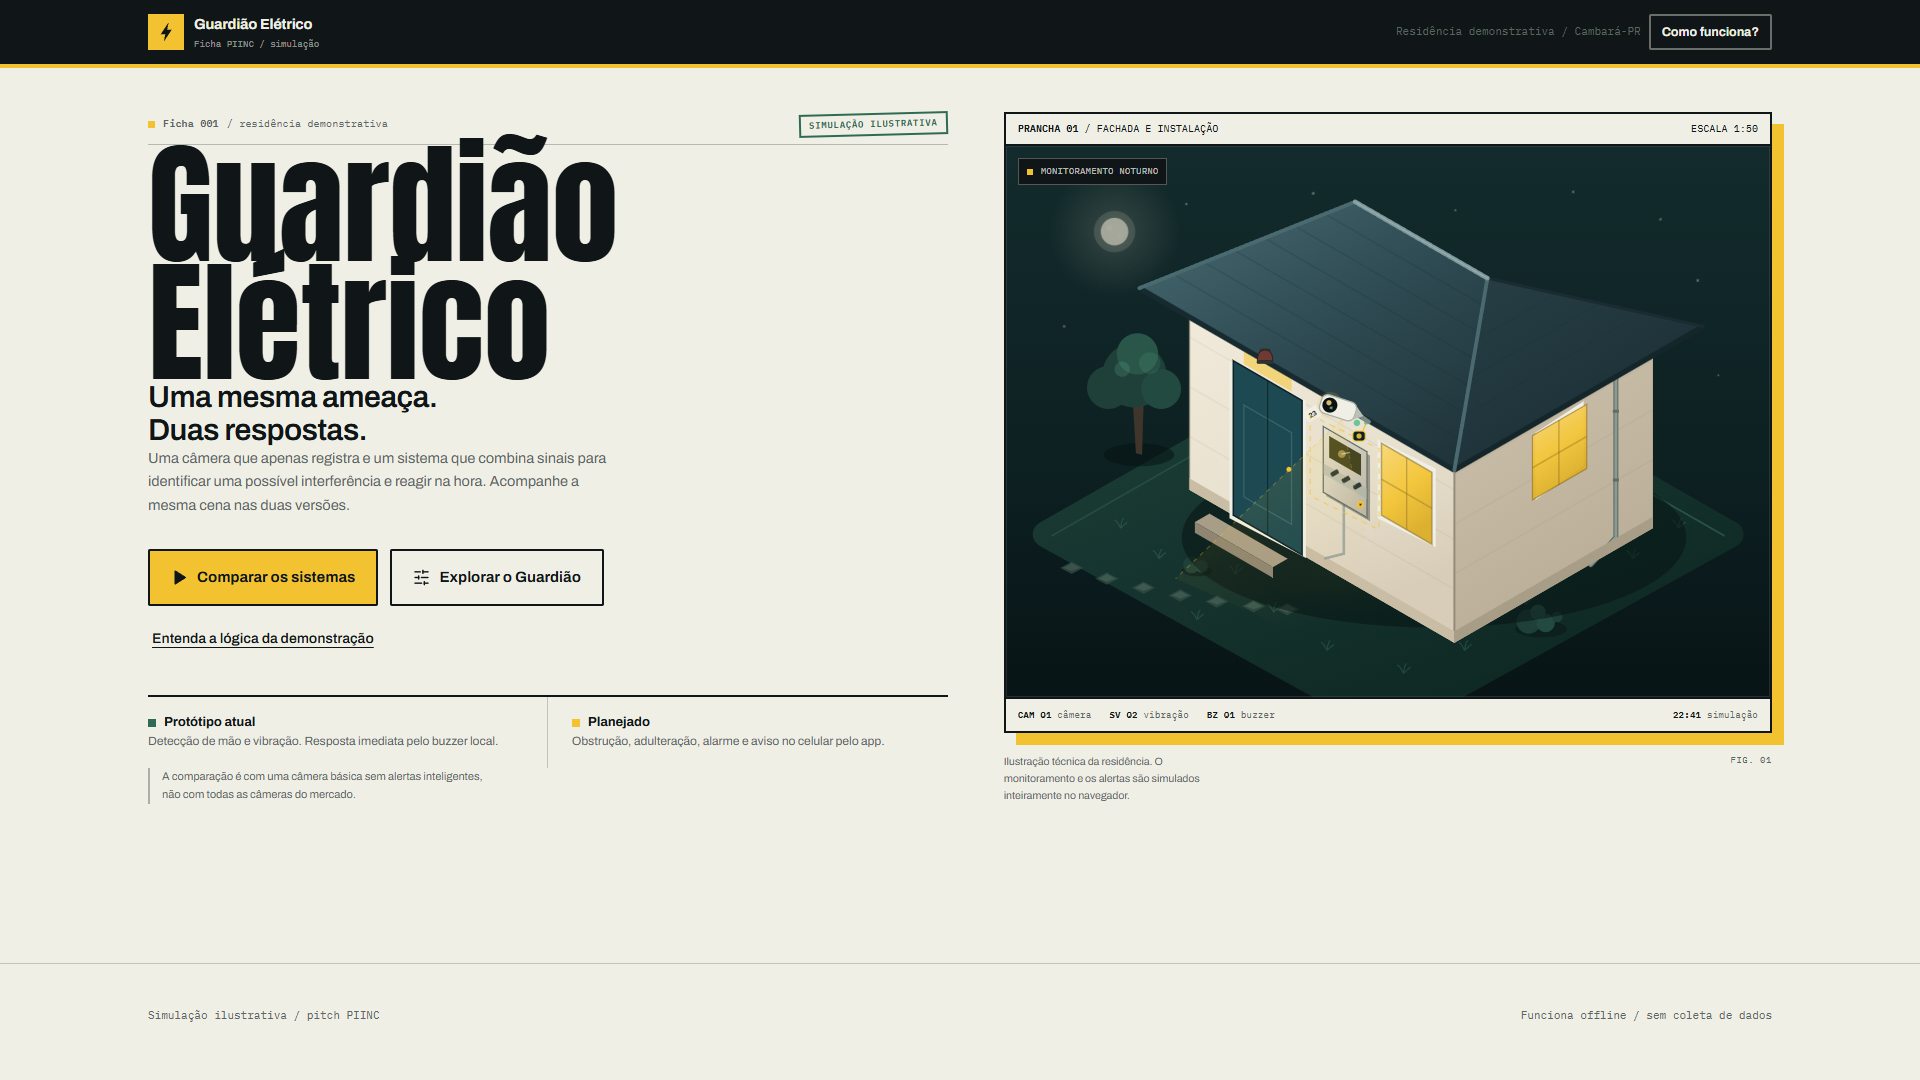 Guardião Elétrico
Ficha PIINC / simulação
Residência demonstrativa / Cambará-PR
Como funciona?
Ficha 001 / residência demonstrativa
SIMULAÇÃO ILUSTRATIVA
Guardião
Elétrico
Uma mesma ameaça.
Duas respostas.
Uma câmera que apenas registra e um sistema que combina sinais para
identificar uma possível interferência e reagir na hora. Acompanhe a
mesma cena nas duas versões.
Comparar os sistemas
Explorar o Guardião
Entenda a lógica da demonstração
Protótipo atual
Detecção de mão e vibração. Resposta imediata pelo buzzer local.
A comparação é com uma câmera básica sem alertas inteligentes,
não com todas as câmeras do mercado.
Planejado
Obstrução, adulteração, alarme e aviso no celular pelo app.
PRANCHA 01 / FACHADA E INSTALAÇÃO
ESCALA 1:50
MONITORAMENTO NOTURNO
23
CAM 01 câmera SV 02 vibração BZ 01 buzzer
22:41 simulação
Ilustração técnica da residência. O
monitoramento e os alertas são simulados
inteiramente no navegador.
FIG. 01
Simulação ilustrativa / pitch PIINC
Funciona offline / sem coleta de dados